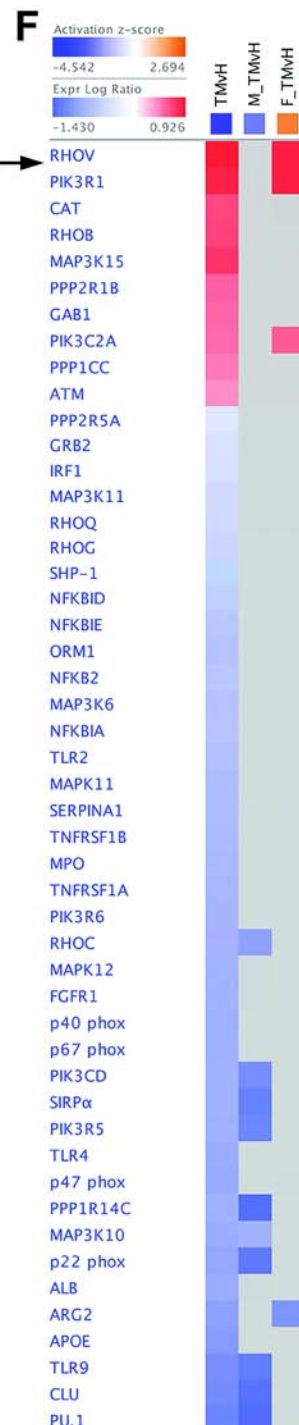 F
Activation z-score
-4.542 2.694
Expr Log Ratio
-1.430 0.926
TMvH
M_TMvH
F_TMvH
RHOV
PIK3R1
CAT
RHOB
MAP3K15
PPP2R1B
GAB1
PIK3C2A
PPP1CC
ATM
PPP2R5A
GRB2
IRF1
MAP3K11
RHOQ
RHOG
SHP-1
NFKBID
NFKBIE
ORM1
NFKB2
MAP3K6
NFKBIA
TLR2
MAPK11
SERPINA1
TNFRSF1B
MPO
TNFRSF1A
PIK3R6
RHOC
MAPK12
FGFR1
p40 phox
p67 phox
PIK3CD
SIRPα
PIK3R5
TLR4
p47 phox
PPP1R14C
MAP3K10
p22 phox
ALB
ARG2
APOE
TLR9
CLU
PU.1